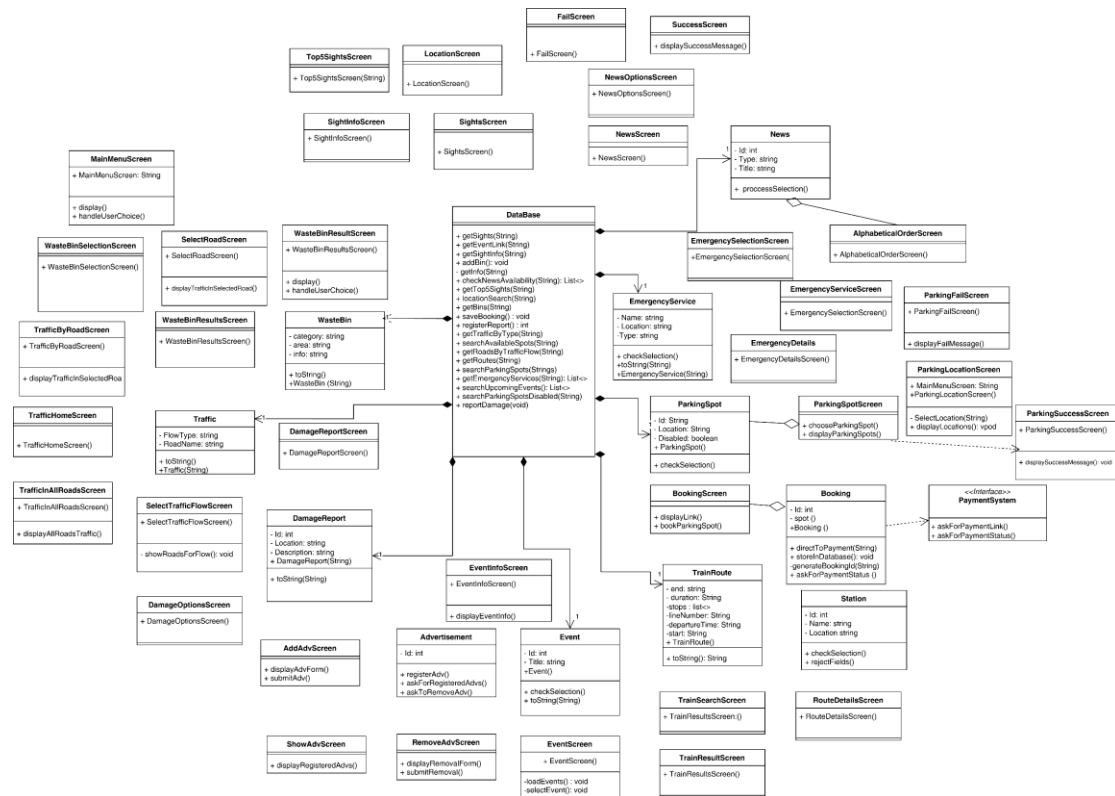 FailScreen
+ FailScreen()
SuccessScreen
+ displaySuccessMessage()
Top5SightsScreen
+ Top5SightsScreen(String)
LocationScreen
+ LocationScreen()
NewsOptionsScreen
+ NewsOptionsScreen()
SightInfoScreen
+ SightInfoScreen()
SightsScreen
+ SightsScreen()
NewsScreen
+ NewsScreen()
1
News
- Id: int
- Type: string
- Title: string
+ proccessSelection()
MainMenuScreen
+ MainMenuScreen: String
+ display()
+ handleUserChoice()
DataBase
+ getSights(String)
+ getEventLink(String)
+ getSightInfo(String)
+ addBin(): void
- getInfo(String)
+ checkNewsAvailability(String): List<>
+ getTop5Sights(String)
+ locationSearch(String)
+ getBins(String)
+ saveBooking() : void
+ registerReport() : int
+ getTrafficByType(String)
+ searchAvailableSpots(String)
+ getRoadsByTrafficFlow(String)
+ getRoutes(String)
+ searchParkingSpots(Strings)
+ getEmergencyServices(String): List<>
+ searchUpcomingEvents(): List<>
+ searchParkingSpotsDisabled(String)
+ reportDamage(void)
WasteBinSelectionScreen
+ WasteBinSelectionScreen()
SelectRoadScreen
+ SelectRoadScreen()
+ displayTrafficInSelectedRoad()
WasteBinResultScreen
+ WasteBinResultsScreen()
+ display()
+ handleUserChoice()
EmergencySelectionScreen
+EmergencySelectionScreen(
AlphabeticalOrderScreen
+ AlphabeticalOrderScreen()
1
EmergencyService
- Name: string
- Location: string
-Type: string
+ checkSelection()
+toString(String)
+EmergencyService(String)
EmergencyServiceScreen
+ EmergencySelectionScreen()
ParkingFailScreen
+ ParkingFailScreen()
+ displayFailMessage()
TrafficByRoadScreen
+ TrafficByRoadScreen()
+ displayTrafficInSelectedRoa
WasteBinResultsScreen
+ WasteBinResultsScreen()
WasteBin
- category: string
- area: string
- info: string
+ toString()
+WasteBin (String)
1
EmergencyDetails
+ EmergencyDetailsScreen()
ParkingLocationScreen
+ MainMenuScreen: String
+ParkingLocationScreen()
- SelectLocation(String)
+ displayLocations(): vpod
TrafficHomeScreen
+ TrafficHomeScreen()
Traffic
- FlowType: string
- RoadName: string
+ toString()
+Traffic(String)
1
DamageReportScreen
+ DamageReportScreen()
1
ParkingSpot
- Id: String
- Location: String
- Disabled: boolean
+ ParkingSpot()
+ checkSelection()
ParkingSpotScreen
+ chooseParkingSpot()
+ displayParkingSpots()
ParkingSuccessScreen
+ ParkingSuccessScreen()
+ displaySuccessMessage(): void
TrafficInAllRoadsScreen
+ TrafficInAllRoadsScreen()
+ displayAllRoadsTraffic()
SelectTrafficFlowScreen
+ SelectTrafficFlowScreen()
- showRoadsForFlow(): void
DamageReport
- Id: int
- Location: string
- Description: string
+ DamageReport(String)
+ toString(String)
1
BookingScreen
+ displayLink()
+ bookParkingSpot()
Booking
- Id: int
- spot ()
+Booking ()
+ directToPayment(String)
+ storeInDatabase(): void
-generateBookingId(String)
+ askForPaymentStatus ()
<<Interface>>
PaymentSystem
+ askForPaymentLink()
+ askForPaymentStatus()
EventInfoScreen
+ EventInfoScreen()
+ displayEventInfo()
1
TrainRoute
- end: string
- duration: String
-stops : list<>
-lineNumber: String
-departureTime: String
-start: String
+ TrainRoute()
+ toString(): String
Station
- Id: int
- Name: string
- Location string
+ checkSelection()
+ rejectFields()
DamageOptionsScreen
+ DamageOptionsScreen()
AddAdvScreen
+ displayAdvForm()
+ submitAdv()
Advertisement
- Id: int
+ registerAdv()
+ askForRegisteredAdvs()
+ askToRemoveAdv()
1
Event
- Id: int
- Title: string
+Event()
+ checkSelection()
+ toString(String)
TrainSearchScreen
+ TrainResultsScreen:()
RouteDetailsScreen
+ RouteDetailsScreen()
ShowAdvScreen
+ displayRegisteredAdvs()
RemoveAdvScreen
+ displayRemovalForm()
+ submitRemoval()
EventScreen
+ EventScreen()
-loadEvents() : void
-selectEvent(): void
TrainResultScreen
+ TrainResultsScreen()